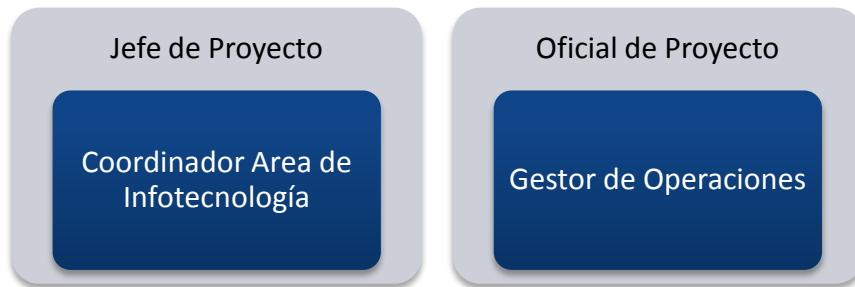 Jefe de Proyecto
Oficial de Proyecto
Coordinador Area de
Infotecnología
Gestor de Operaciones